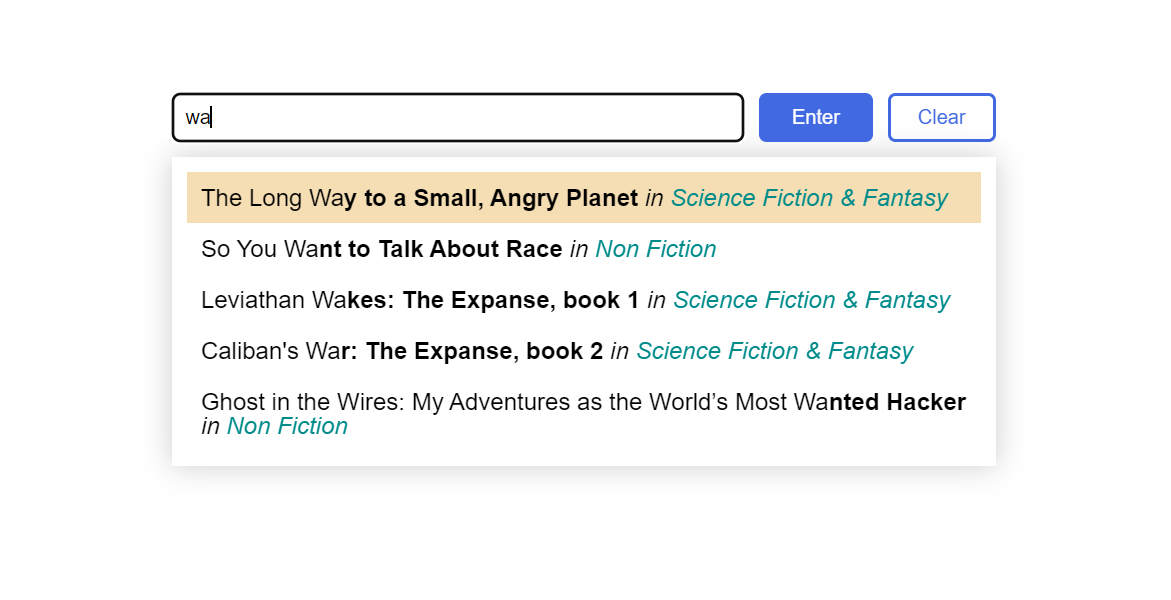 wa
Enter
Clear
The Long Way to a Small, Angry Planet in Science Fiction & Fantasy
So You Want to Talk About Race in Non Fiction
Leviathan Wakes: The Expanse, book 1 in Science Fiction & Fantasy
Caliban's War: The Expanse, book 2 in Science Fiction & Fantasy
Ghost in the Wires: My Adventures as the World’s Most Wanted Hacker
in Non Fiction